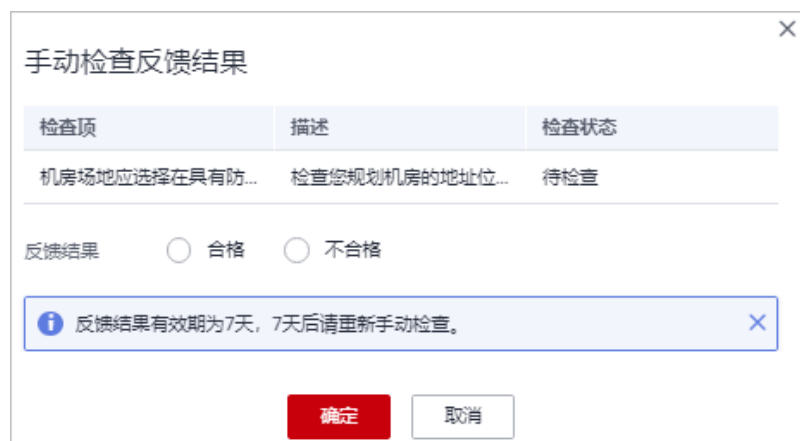 手动检查反馈结果
检查项 描述 检查状态
机房场地应选择在具有防... 检查您规划机房的地址位... 待检查
反馈结果 合格 不合格
反馈结果有效期为7天，7天后请重新手动检查。
确定 取消